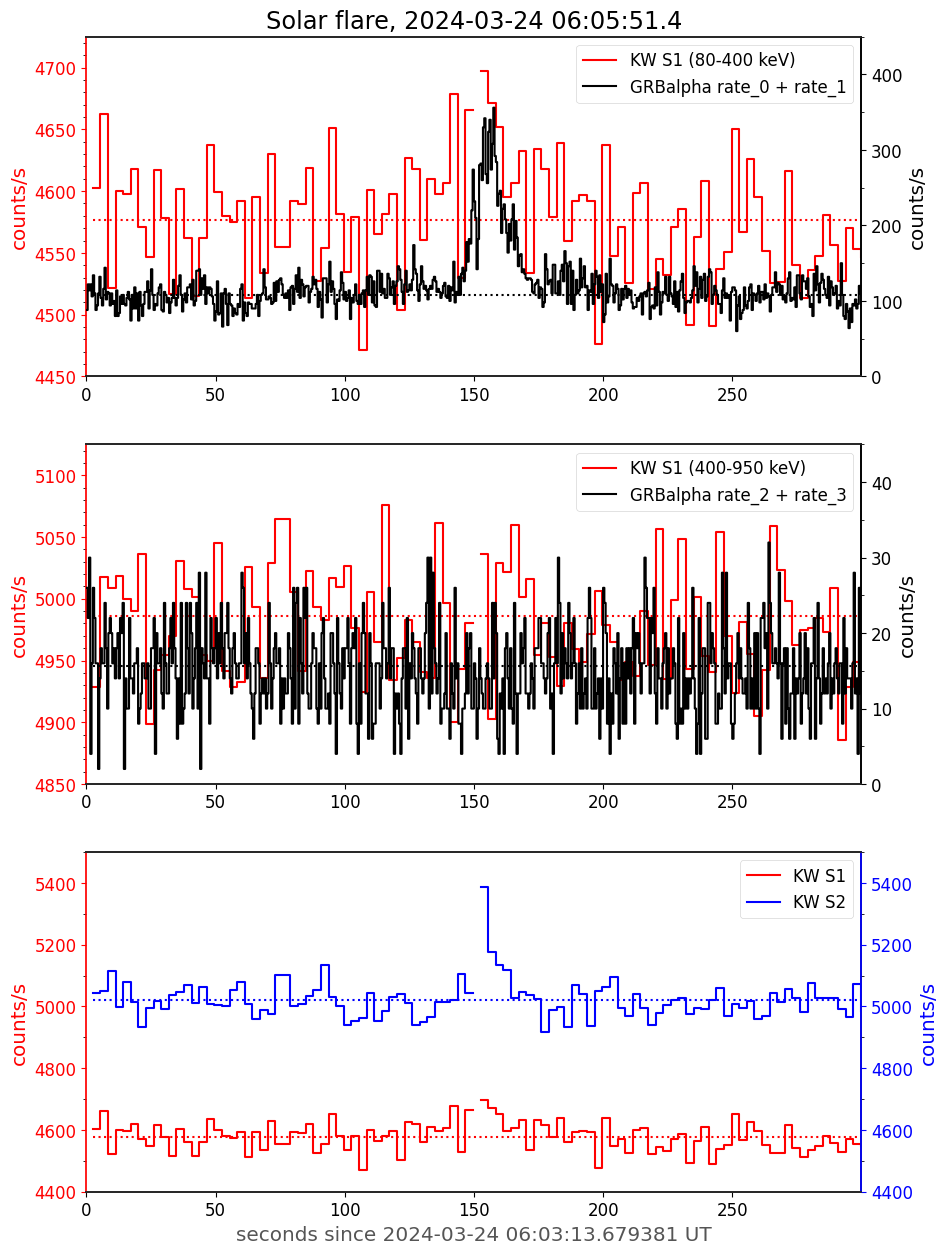 Solar flare, 2024-03-24 06:05:51.4
KW S1 (80-400 keV)
GRBalpha rate_0 + rate_1
counts/s
4700
4650
4600
4550
4500
4450
400
300
200
100
0
counts/s
0 50 100 150 200 250
KW S1 (400-950 keV)
GRBalpha rate_2 + rate_3
counts/s
5100
5050
5000
4950
4900
4850
40
30
20
10
0
counts/s
0 50 100 150 200 250
KW S1
KW S2
counts/s
5400
5200
5000
4800
4600
4400
5400
5200
5000
4800
4600
4400
counts/s
0 50 100 150 200 250
seconds since 2024-03-24 06:03:13.679381 UT